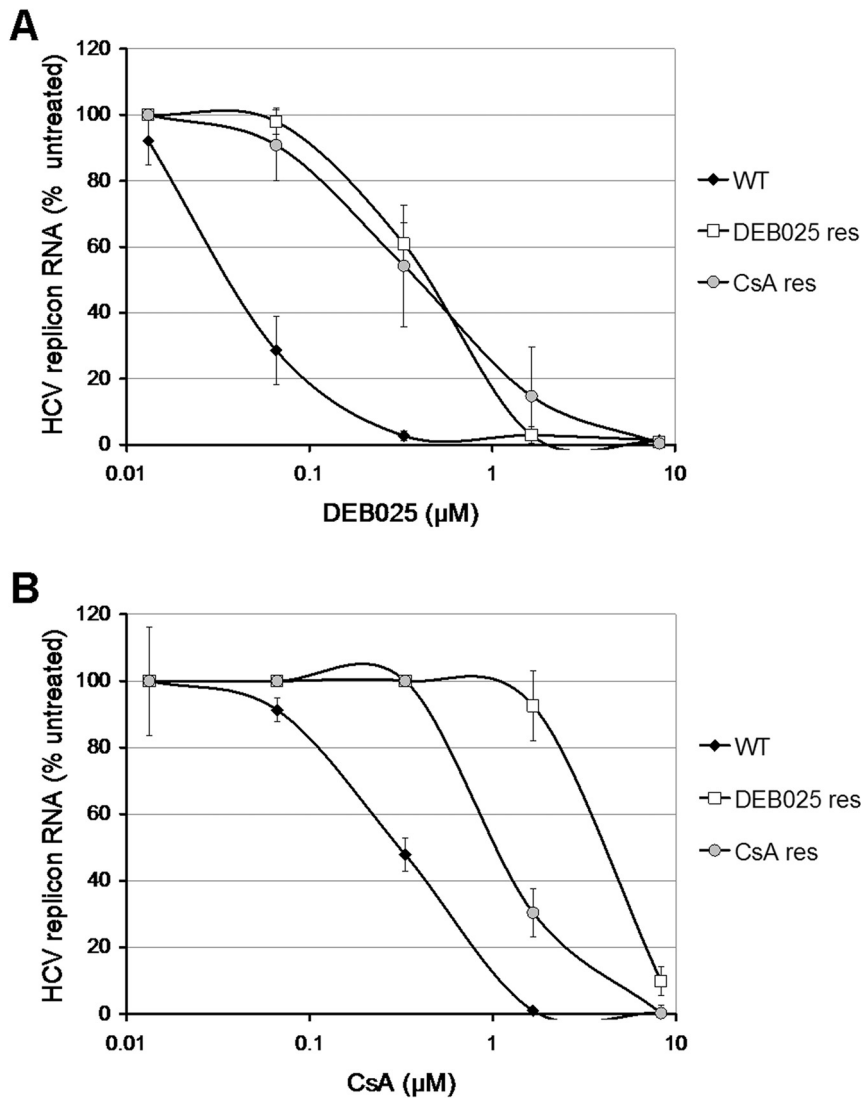 A
HCV replicon RNA (% untreated)
120
100
80
60
40
20
0
0.01
0.1
1
10
DEB025 (µM)
WT
DEB025 res
CsA res
B
HCV replicon RNA (% untreated)
120
100
80
60
40
20
0
0.01
0.1
1
10
CsA (µM)
WT
DEB025 res
CsA res